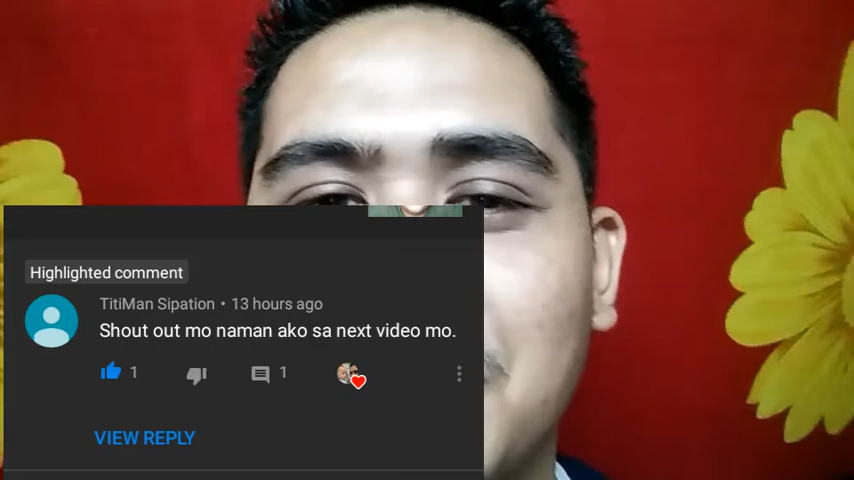 Highlighted comment
TitiMan Sipation • 13 hours ago
Shout out mo naman ako sa next video mo.
1
1
VIEW REPLY